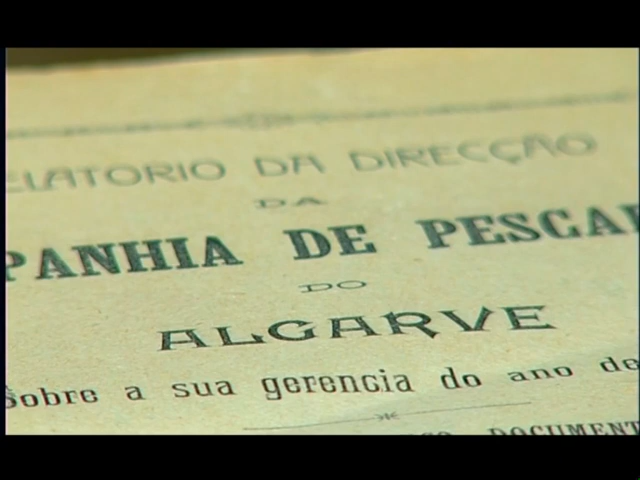 ELATORIO DA DIRECÇÃO
DA
PANHIA DE PESCA
DO
ALGARVE
Sobre a sua gerencia do ano de
DOCUMENT